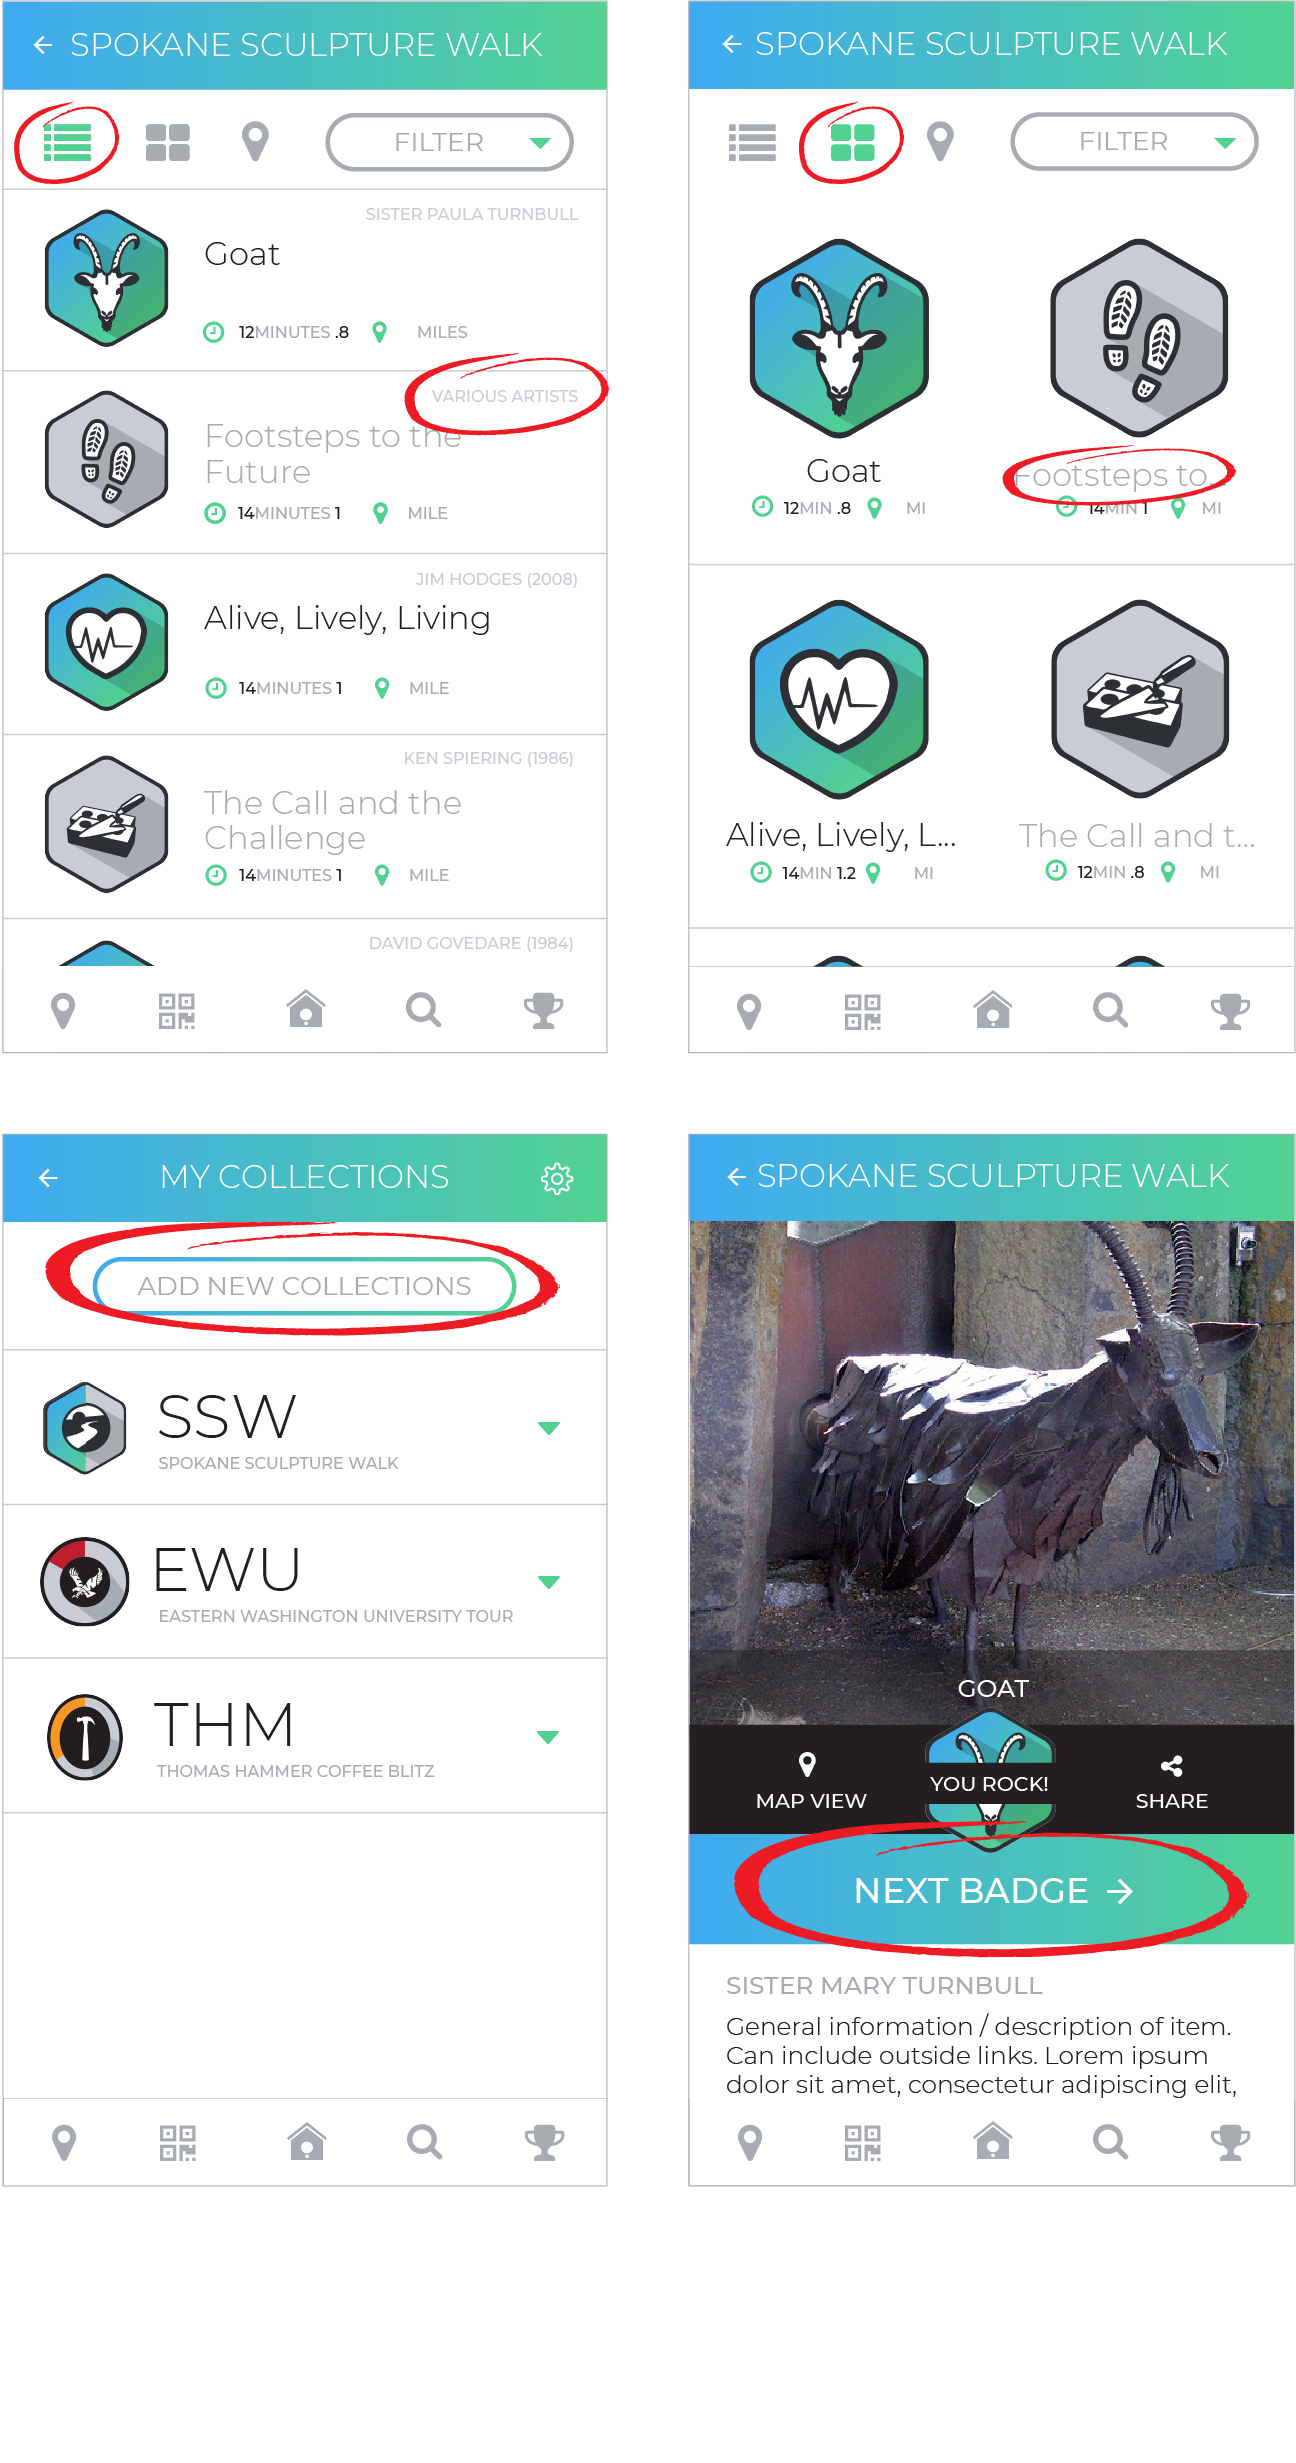 SPOKANE SCULPTURE WALK
FILTER
SISTER PAULA TURNBULL
Goat
12MINUTES .8 MILES
VARIOUS ARTISTS
Footsteps to the
Future
14MINUTES 1 MILE
JIM HODGES (2008)
Alive, Lively, Living
14MINUTES 1 MILE
KEN SPIERING (1986)
The Call and the
Challenge
14MINUTES 1 MILE
DAVID GOVEDARE (1984)
SPOKANE SCULPTURE WALK
FILTER
Goat
12MIN .8 MI
Footsteps to...
14MIN 1 MI
Alive, Lively, L...
14MIN 1.2 MI
The Call and t...
12MIN .8 MI
MY COLLECTIONS
ADD NEW COLLECTIONS
SSW
SPOKANE SCULPTURE WALK
EWU
EASTERN WASHINGTON UNIVERSITY TOUR
THM
THOMAS HAMMER COFFEE BLITZ
SPOKANE SCULPTURE WALK
GOAT
MAP VIEW
YOU ROCK!
SHARE
NEXT BADGE
SISTER MARY TURNBULL
General information / description of item.
Can include outside links. Lorem ipsum
dolor sit amet, consectetur adipiscing elit,